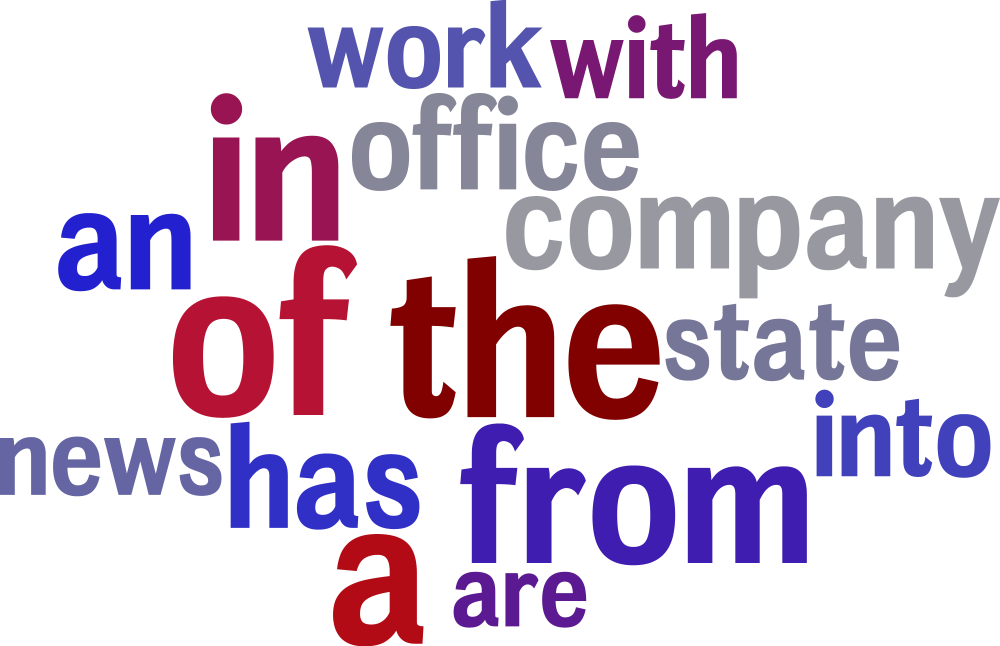 work with
in office
an company
of the state
into
news has from
a are